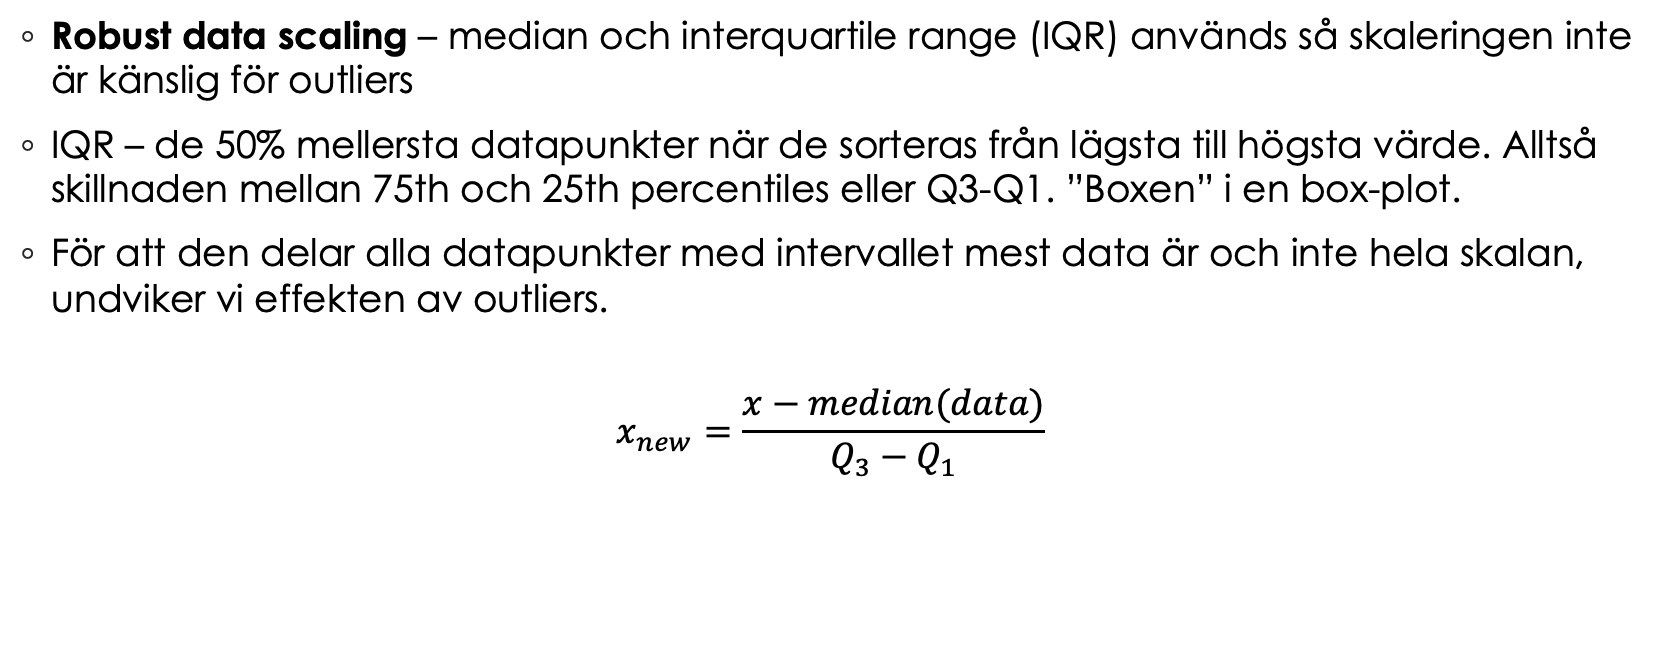 ◦ Robust data scaling – median och interquartile range (IQR) används så skaleringen inte
är känslig för outliers
◦ IQR – de 50% mellersta datapunkter när de sorteras från lägsta till högsta värde. Alltså
skillnaden mellan 75th och 25th percentiles eller Q3-Q1. ”Boxen” i en box-plot.
◦ För att den delar alla datapunkter med intervallet mest data är och inte hela skalan,
undviker vi effekten av outliers.
x_new = (x − median(data)) / (Q_3 − Q_1)